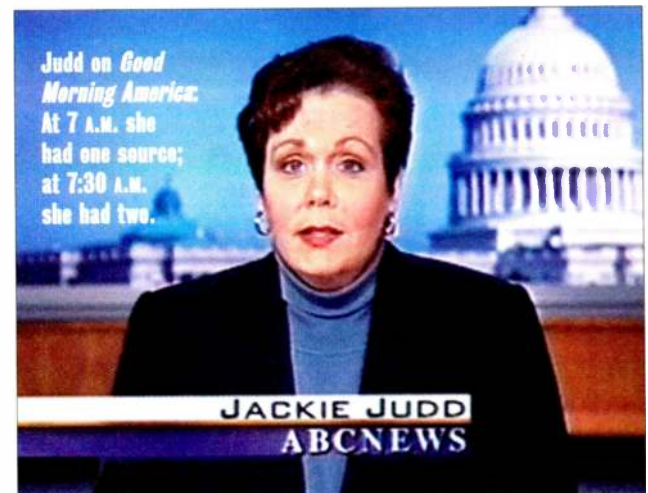 Judd on Good
Morning America:
At 7 A.M. she
had one source;
at 7:30 A.M.
she had two.
JACKIE JUDD
ABCNEWS